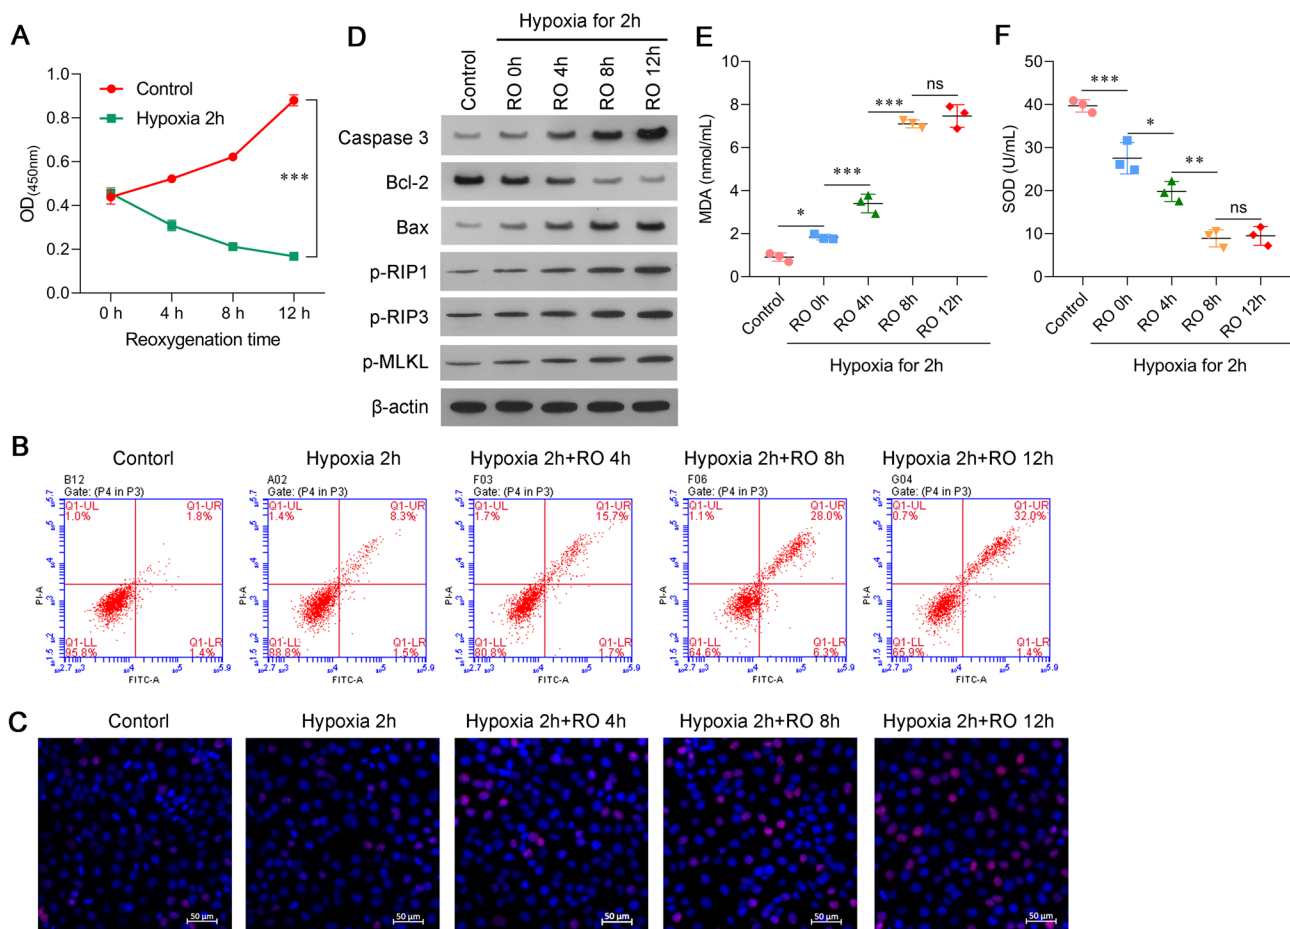 A
OD(450nm)
1.0
0.8
0.6
0.4
0.2
0.0
Control
Hypoxia 2h
***
0 h
4 h
8 h
12 h
Reoxygenation time
D
Hypoxia for 2h
Control
RO 0h
RO 4h
RO 8h
RO 12h
Caspase 3
Bcl-2
Bax
p-RIP1
p-RIP3
p-MLKL
β-actin
E
MDA (nmol/mL)
10
8
6
4
2
0
*
***
***
ns
Control
RO 0h
RO 4h
RO 8h
RO 12h
Hypoxia for 2h
F
SOD (U/mL)
50
40
30
20
10
0
***
*
**
ns
Control
RO 0h
RO 4h
RO 8h
RO 12h
Hypoxia for 2h
B
Contorl
B12
Gate: (P4 in P3)
Q1-UL
1.0%
Q1-UR
1.8%
Q1-LL
95.8%
Q1-LR
1.4%
PI-A
FITC-A
Hypoxia 2h
A02
Gate: (P4 in P3)
Q1-UL
1.4%
Q1-UR
8.3%
Q1-LL
88.8%
Q1-LR
1.5%
PI-A
FITC-A
Hypoxia 2h+RO 4h
F03
Gate: (P4 in P3)
Q1-UL
1.7%
Q1-UR
15.7%
Q1-LL
80.8%
Q1-LR
1.7%
PI-A
FITC-A
Hypoxia 2h+RO 8h
F06
Gate: (P4 in P3)
Q1-UL
1.1%
Q1-UR
28.0%
Q1-LL
64.6%
Q1-LR
6.3%
PI-A
FITC-A
Hypoxia 2h+RO 12h
G04
Gate: (P4 in P3)
Q1-UL
0.7%
Q1-UR
32.0%
Q1-LL
65.9%
Q1-LR
1.4%
PI-A
FITC-A
C
Contorl
50 μm
Hypoxia 2h
50 μm
Hypoxia 2h+RO 4h
50 μm
Hypoxia 2h+RO 8h
50 μm
Hypoxia 2h+RO 12h
50 μm